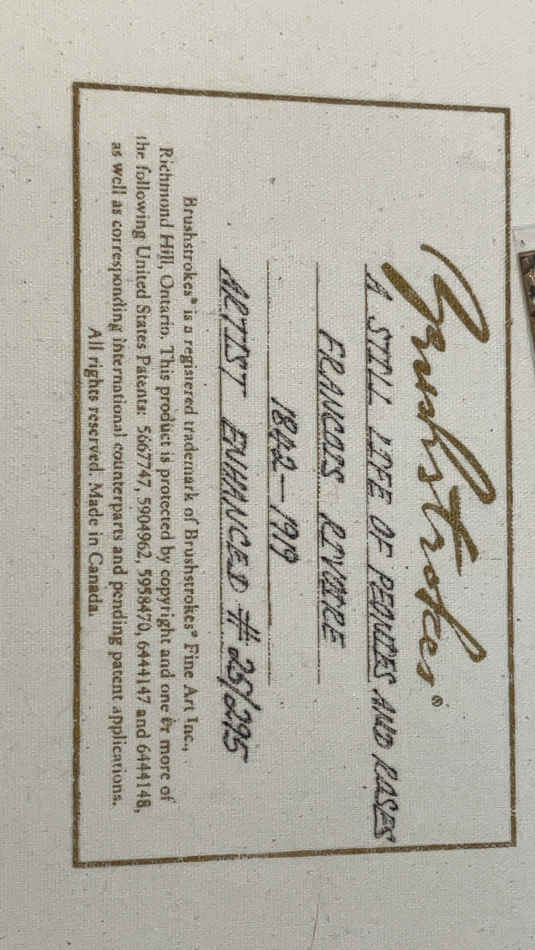 Brushstrokes®
A STILL LIFE OF PEONIES AND ROSES
FRANCOIS RIVOIRE
1842-1919
ARTIST ENHANCED # 25/295
Brushstrokes® is a registered trademark of Brushstrokes® Fine Art Inc.,
Richmond Hill, Ontario. This product is protected by copyright and one or more of
the following United States Patents: 5667747, 5904962, 5958470, 6444147 and 6444148,
as well as corresponding international counterparts and pending patent applications.
All rights reserved. Made in Canada.